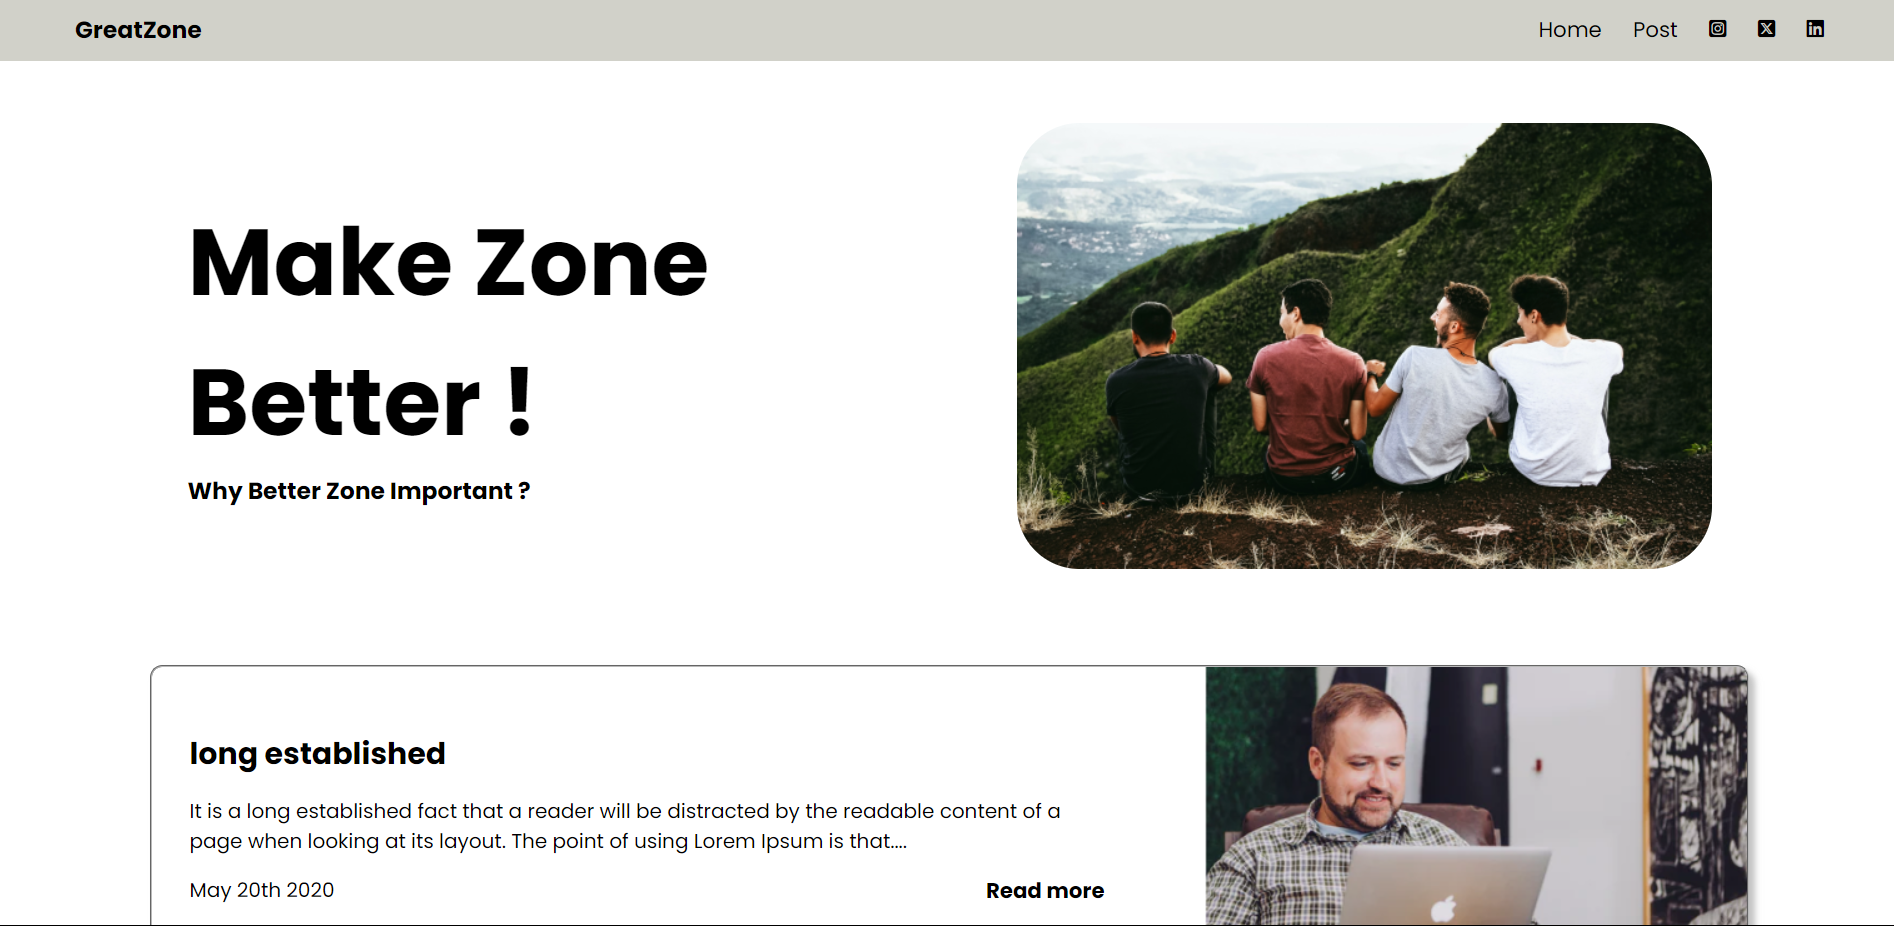 GreatZone
Home Post
Make Zone
Better !
Why Better Zone Important ?
long established
It is a long established fact that a reader will be distracted by the readable content of a
page when looking at its layout. The point of using Lorem Ipsum is that....
May 20th 2020
Read more